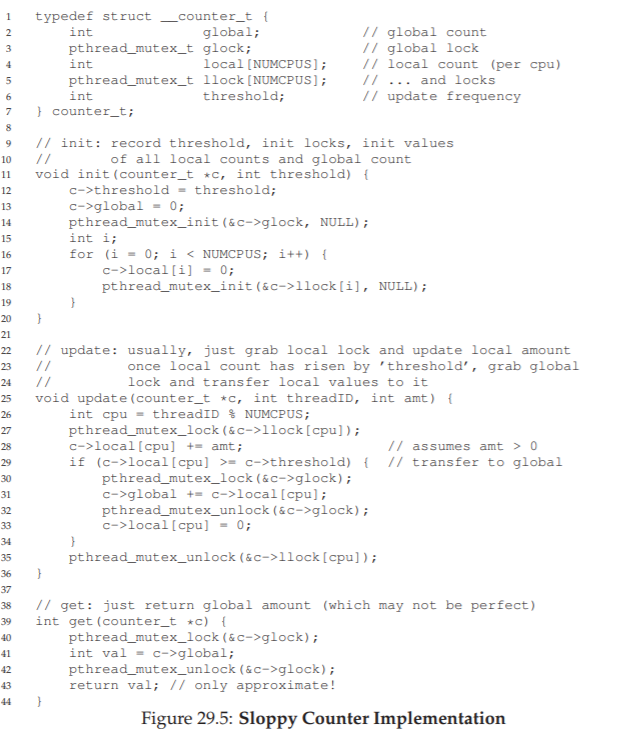 1 typedef struct __counter_t {
2 int global; // global count
3 pthread_mutex_t glock; // global lock
4 int local[NUMCPUS]; // local count (per cpu)
5 pthread_mutex_t llock[NUMCPUS]; // ... and locks
6 int threshold; // update frequency
7 } counter_t;
8
9 // init: record threshold, init locks, init values
10 // of all local counts and global count
11 void init(counter_t *c, int threshold) {
12 c->threshold = threshold;
13 c->global = 0;
14 pthread_mutex_init(&c->glock, NULL);
15 int i;
16 for (i = 0; i < NUMCPUS; i++) {
17 c->local[i] = 0;
18 pthread_mutex_init(&c->llock[i], NULL);
19 }
20 }
21
22 // update: usually, just grab local lock and update local amount
23 // once local count has risen by 'threshold', grab global
24 // lock and transfer local values to it
25 void update(counter_t *c, int threadID, int amt) {
26 int cpu = threadID % NUMCPUS;
27 pthread_mutex_lock(&c->llock[cpu]);
28 c->local[cpu] += amt; // assumes amt > 0
29 if (c->local[cpu] >= c->threshold) { // transfer to global
30 pthread_mutex_lock(&c->glock);
31 c->global += c->local[cpu];
32 pthread_mutex_unlock(&c->glock);
33 c->local[cpu] = 0;
34 }
35 pthread_mutex_unlock(&c->llock[cpu]);
36 }
37
38 // get: just return global amount (which may not be perfect)
39 int get(counter_t *c) {
40 pthread_mutex_lock(&c->glock);
41 int val = c->global;
42 pthread_mutex_unlock(&c->glock);
43 return val; // only approximate!
44 }
Figure 29.5: Sloppy Counter Implementation